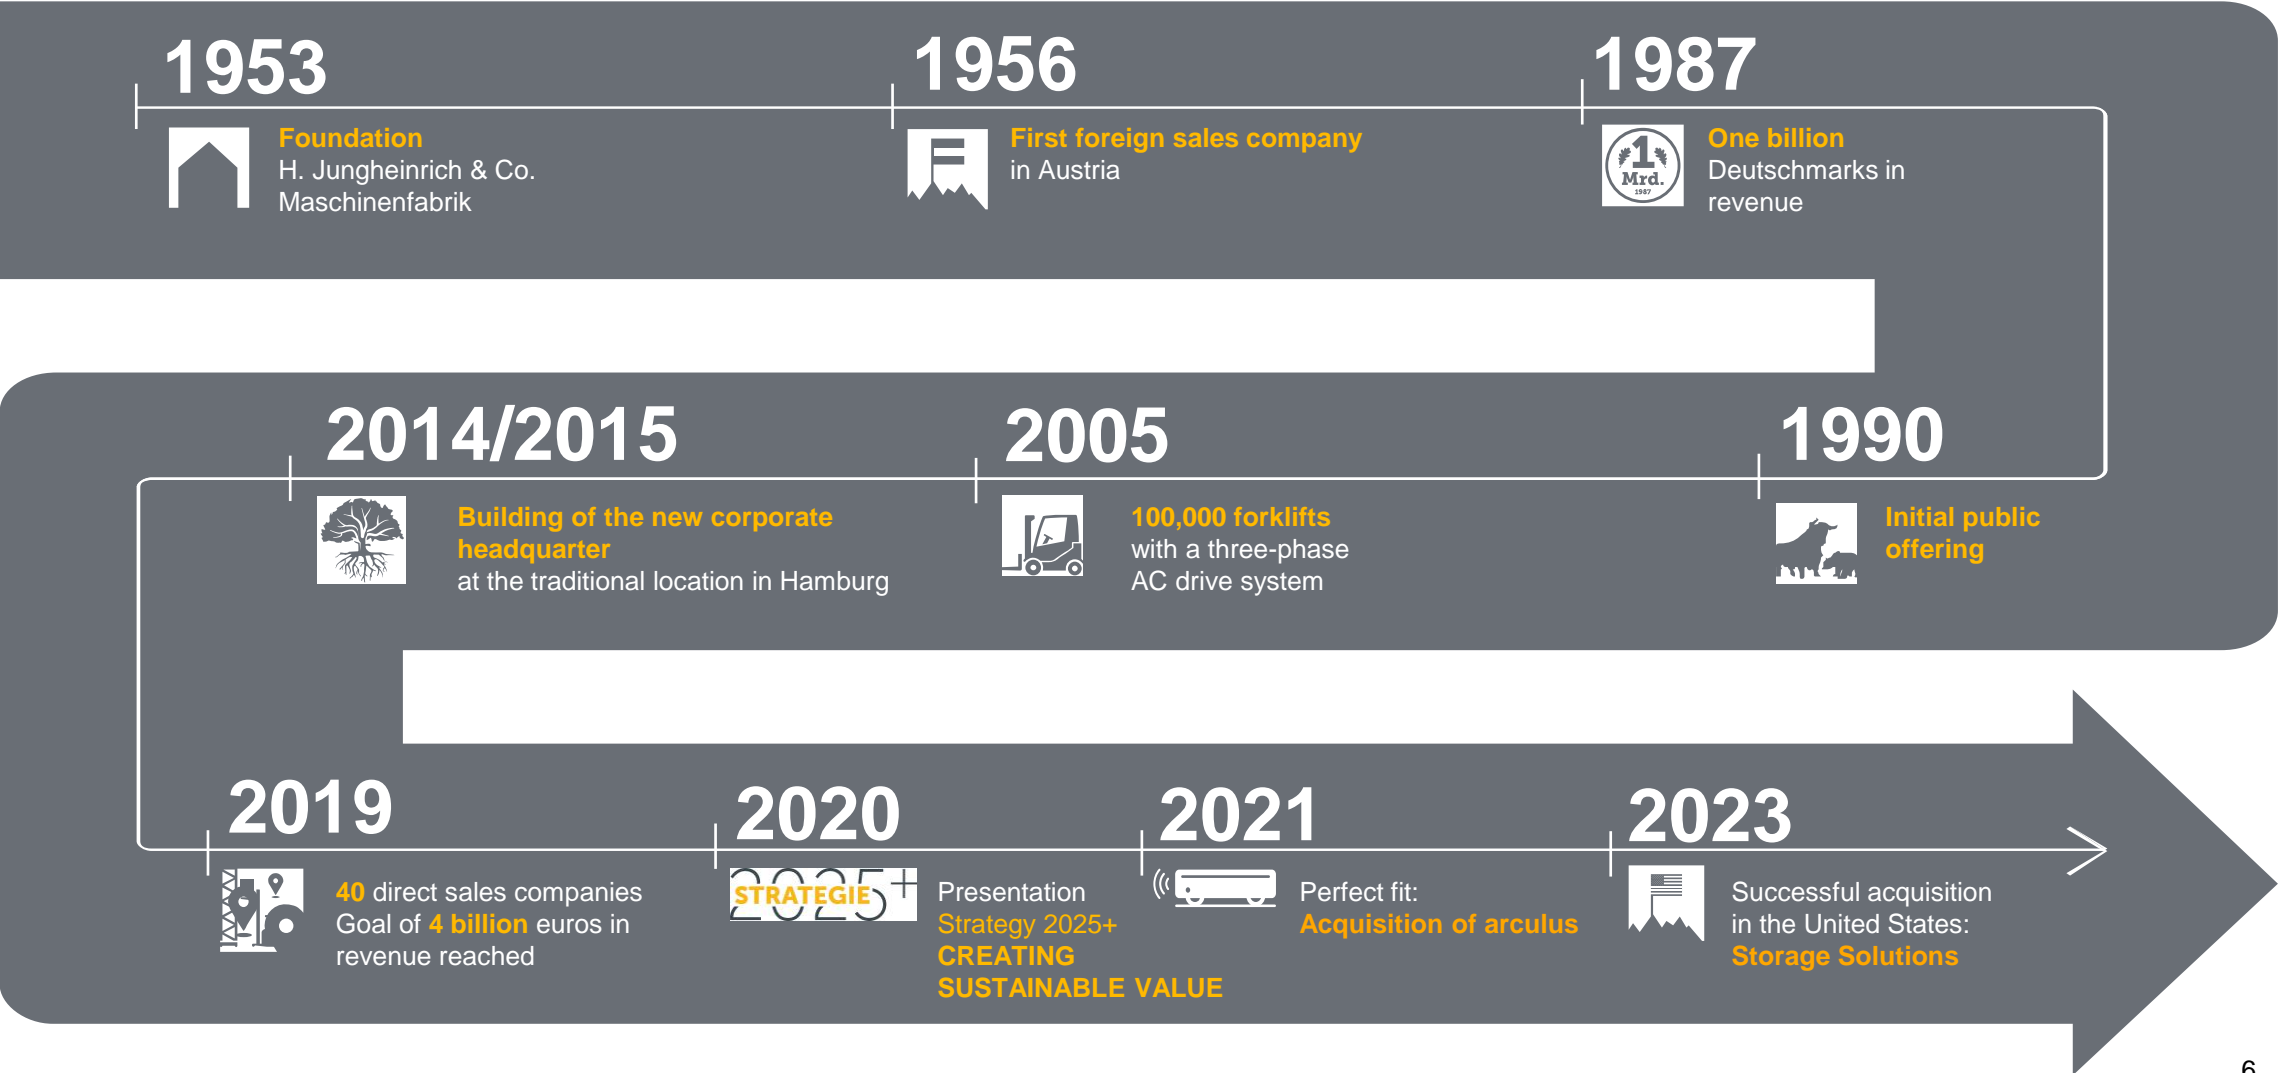 1953
Foundation
H. Jungheinrich & Co.
Maschinenfabrik
1956
First foreign sales company
in Austria
1987
1
Mrd.
1987
One billion
Deutschmarks in
revenue
1990
Initial public
offering
2005
100,000 forklifts
with a three-phase
AC drive system
2014/2015
Building of the new corporate
headquarter
at the traditional location in Hamburg
2019
40 direct sales companies
Goal of 4 billion euros in
revenue reached
2020
2025+
STRATEGIE
Presentation
Strategy 2025+
CREATING
SUSTAINABLE VALUE
2021
Perfect fit:
Acquisition of arculus
2023
Successful acquisition
in the United States:
Storage Solutions
6